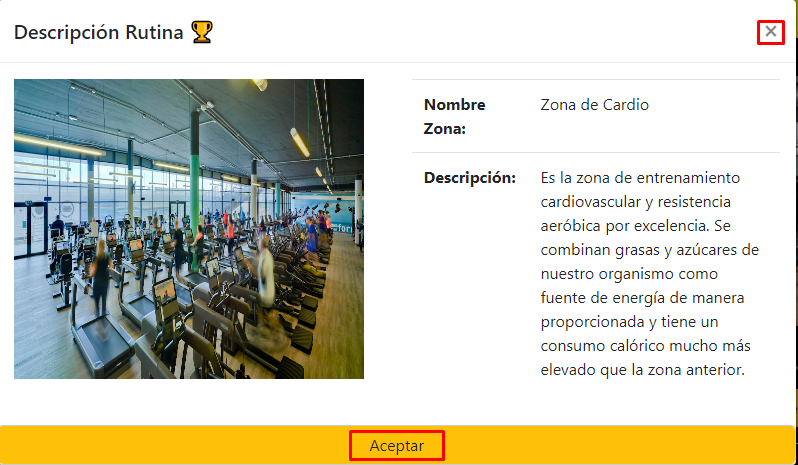 Descripción Rutina 🏆
×
Nombre
Zona:
Zona de Cardio
Descripción:
Es la zona de entrenamiento
cardiovascular y resistencia
aeróbica por excelencia. Se
combinan grasas y azúcares de
nuestro organismo como
fuente de energía de manera
proporcionada y tiene un
consumo calórico mucho más
elevado que la zona anterior.
Aceptar